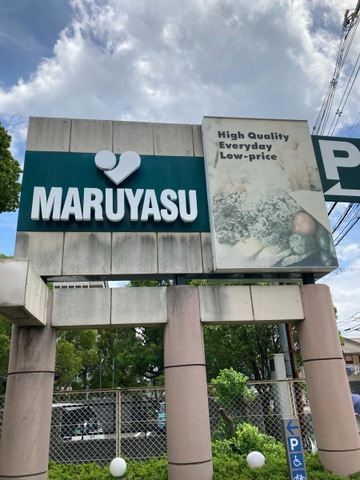 MARUYASU
High Quality
Everyday
Low-price
P
P